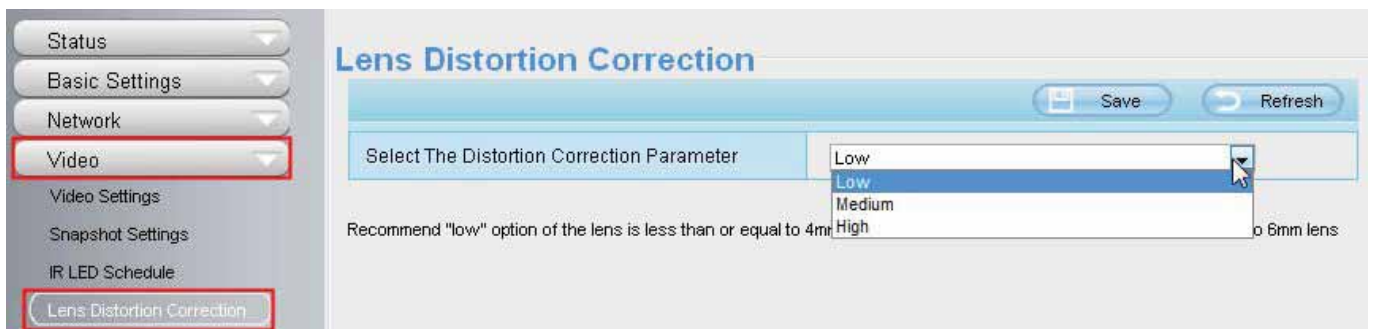 Status
Basic Settings
Network
Video
Video Settings
Snapshot Settings
IR LED Schedule
Lens Distortion Correction
Lens Distortion Correction
Save Refresh
Select The Distortion Correction Parameter Low
Low
Medium
High
Recommend "low" option of the lens is less than or equal to o 6mm lens